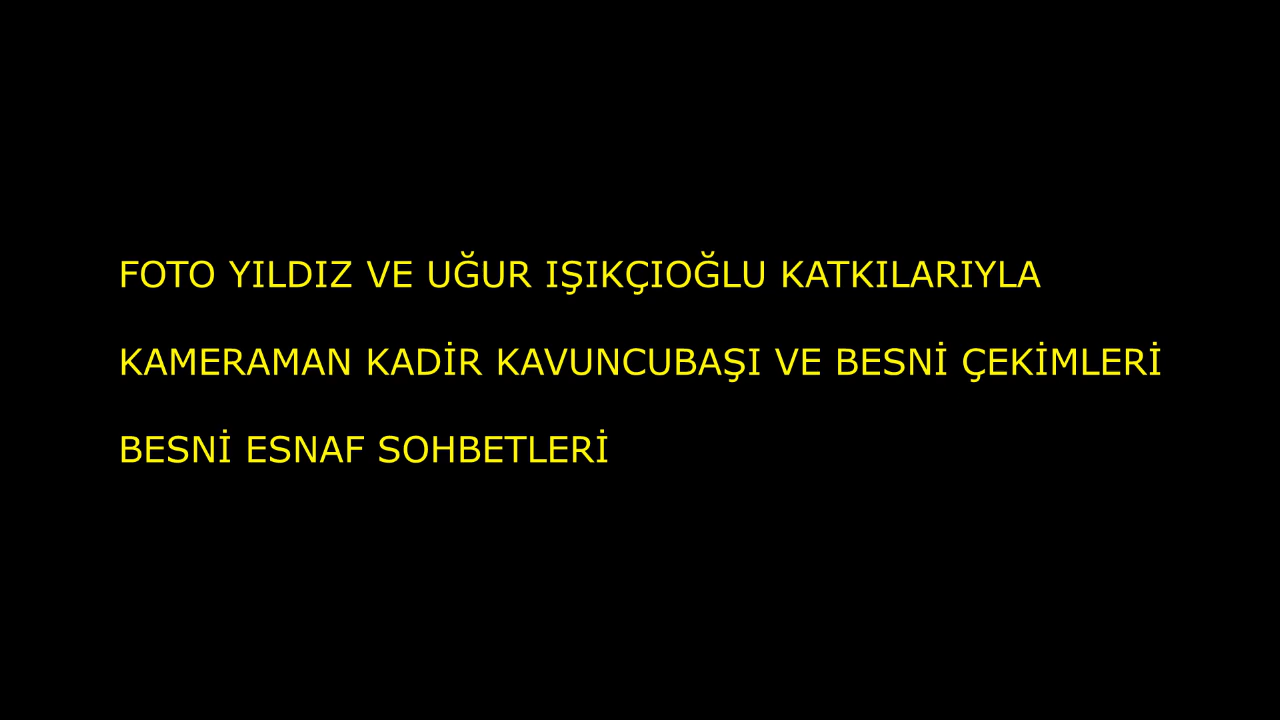 FOTO YILDIZ VE UĞUR IŞIKÇIOĞLU KATKILARIYLA
KAMERAMAN KADİR KAVUNCUBAŞI VE BESNİ ÇEKİMLERİ
BESNİ ESNAF SOHBETLERİ